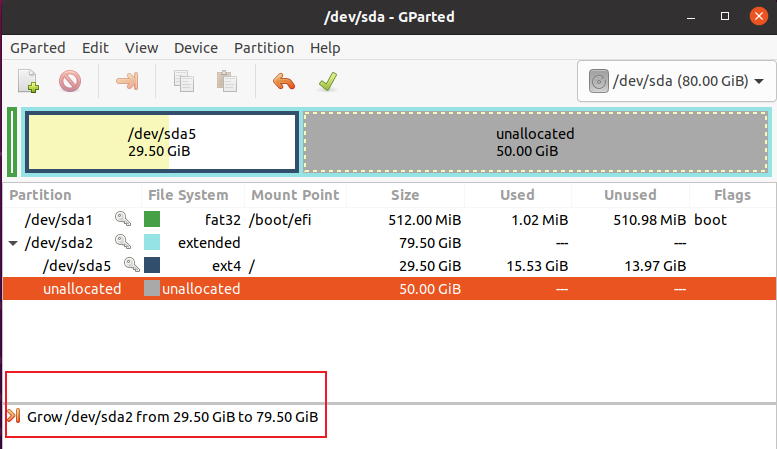 /dev/sda - GParted
GParted Edit View Device Partition Help
/dev/sda (80.00 GiB)
/dev/sda5
29.50 GiB
unallocated
50.00 GiB
Partition File System Mount Point Size Used Unused Flags
/dev/sda1 fat32 /boot/efi 512.00 MiB 1.02 MiB 510.98 MiB boot
/dev/sda2 extended 79.50 GiB --- ---
/dev/sda5 ext4 / 29.50 GiB 15.53 GiB 13.97 GiB
unallocated unallocated 50.00 GiB --- ---
Grow /dev/sda2 from 29.50 GiB to 79.50 GiB